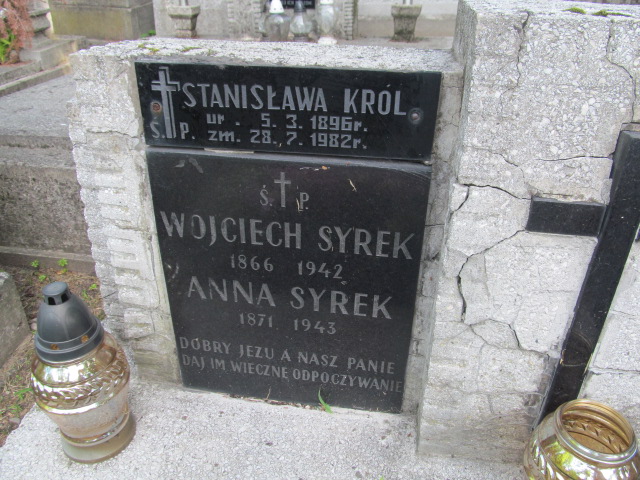 STANISŁAWA KRÓL
Ś. P. ur. 5.3.1896r.
zm. 28.7.1982r.
Ś P.
WOJCIECH SYREK
1866 1942
ANNA SYREK
1871 1943
DOBRY JEZU A NASZ PANIE
DAJ IM WIECZNE ODPOCZYWANIE